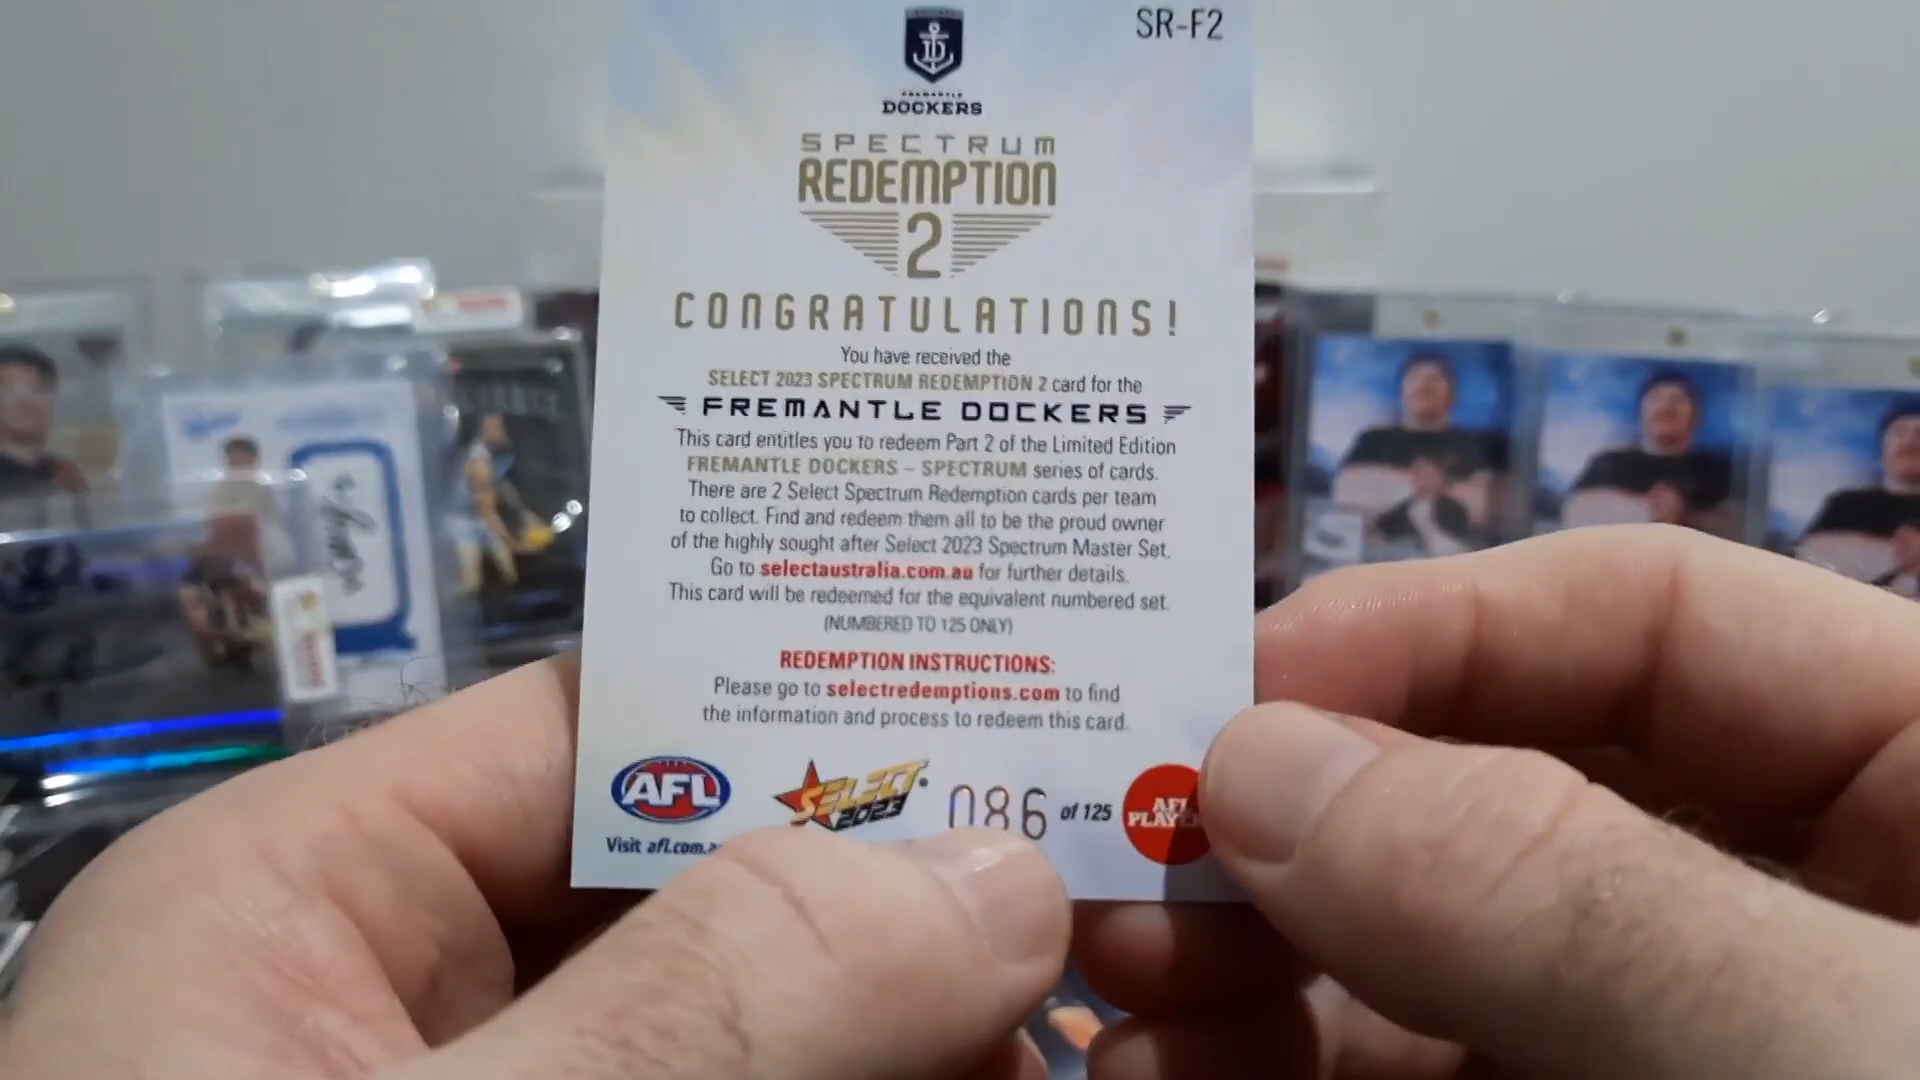 SR-F2
FREMANTLE
DOCKERS
SPECTRUM
REDEMPTION
2
CONGRATULATIONS!
You have received the
SELECT 2023 SPECTRUM REDEMPTION 2 card for the
FREMANTLE DOCKERS
This card entitles you to redeem Part 2 of the Limited Edition
FREMANTLE DOCKERS – SPECTRUM series of cards.
There are 2 Select Spectrum Redemption cards per team
to collect. Find and redeem them all to be the proud owner
of the highly sought after Select 2023 Spectrum Master Set.
Go to selectaustralia.com.au for further details.
This card will be redeemed for the equivalent numbered set.
(NUMBERED TO 125 ONLY)
REDEMPTION INSTRUCTIONS:
Please go to selectredemptions.com to find
the information and process to redeem this card.
AFL
SELECT
2023
086 of 125
AFL
Visit afl.com.a